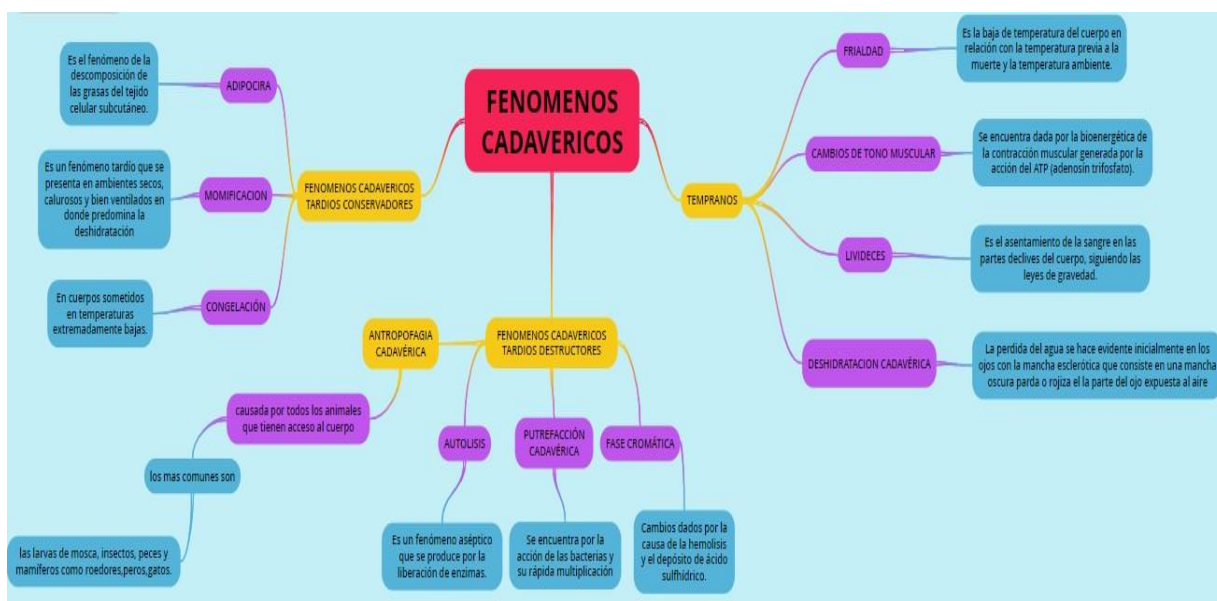 FENOMENOS
CADAVERICOS
FENOMENOS CADAVERICOS
TARDIOS CONSERVADORES
ADIPOCIRA
Es el fenómeno de la
descomposición de
las grasas del tejido
celular subcutáneo.
MOMIFICACION
Es un fenómeno tardío que se
presenta en ambientes secos,
calurosos y bien ventilados en
donde predomina la
deshidratación
CONGELACIÓN
En cuerpos sometidos
en temperaturas
extremadamente bajas.
TEMPRANOS
FRIALDAD
Es la baja de temperatura del cuerpo en
relación con la temperatura previa a la
muerte y la temperatura ambiente.
CAMBIOS DE TONO MUSCULAR
Se encuentra dada por la bioenergética de
la contracción muscular generada por la
acción del ATP (adenosín trifosfato).
LIVIDECES
Es el asentamiento de la sangre en las
partes declives del cuerpo, siguiendo las
leyes de gravedad.
DESHIDRATACION CADAVÉRICA
La perdida del agua se hace evidente inicialmente en los
ojos con la mancha esclerótica que consiste en una mancha
oscura parda o rojiza el la parte del ojo expuesta al aire
FENOMENOS CADAVERICOS
TARDIOS DESTRUCTORES
ANTROPOFAGIA
CADAVÉRICA
causada por todos los animales
que tienen acceso al cuerpo
los mas comunes son
las larvas de mosca, insectos, peces y
mamíferos como roedores,peros,gatos.
AUTOLISIS
Es un fenómeno aséptico
que se produce por la
liberación de enzimas.
PUTREFACCIÓN
CADAVÉRICA
Se encuentra por la
acción de las bacterias y
su rápida multiplicación
FASE CROMÁTICA
Cambios dados por la
causa de la hemolisis
y el depósito de ácido
sulfhídrico.